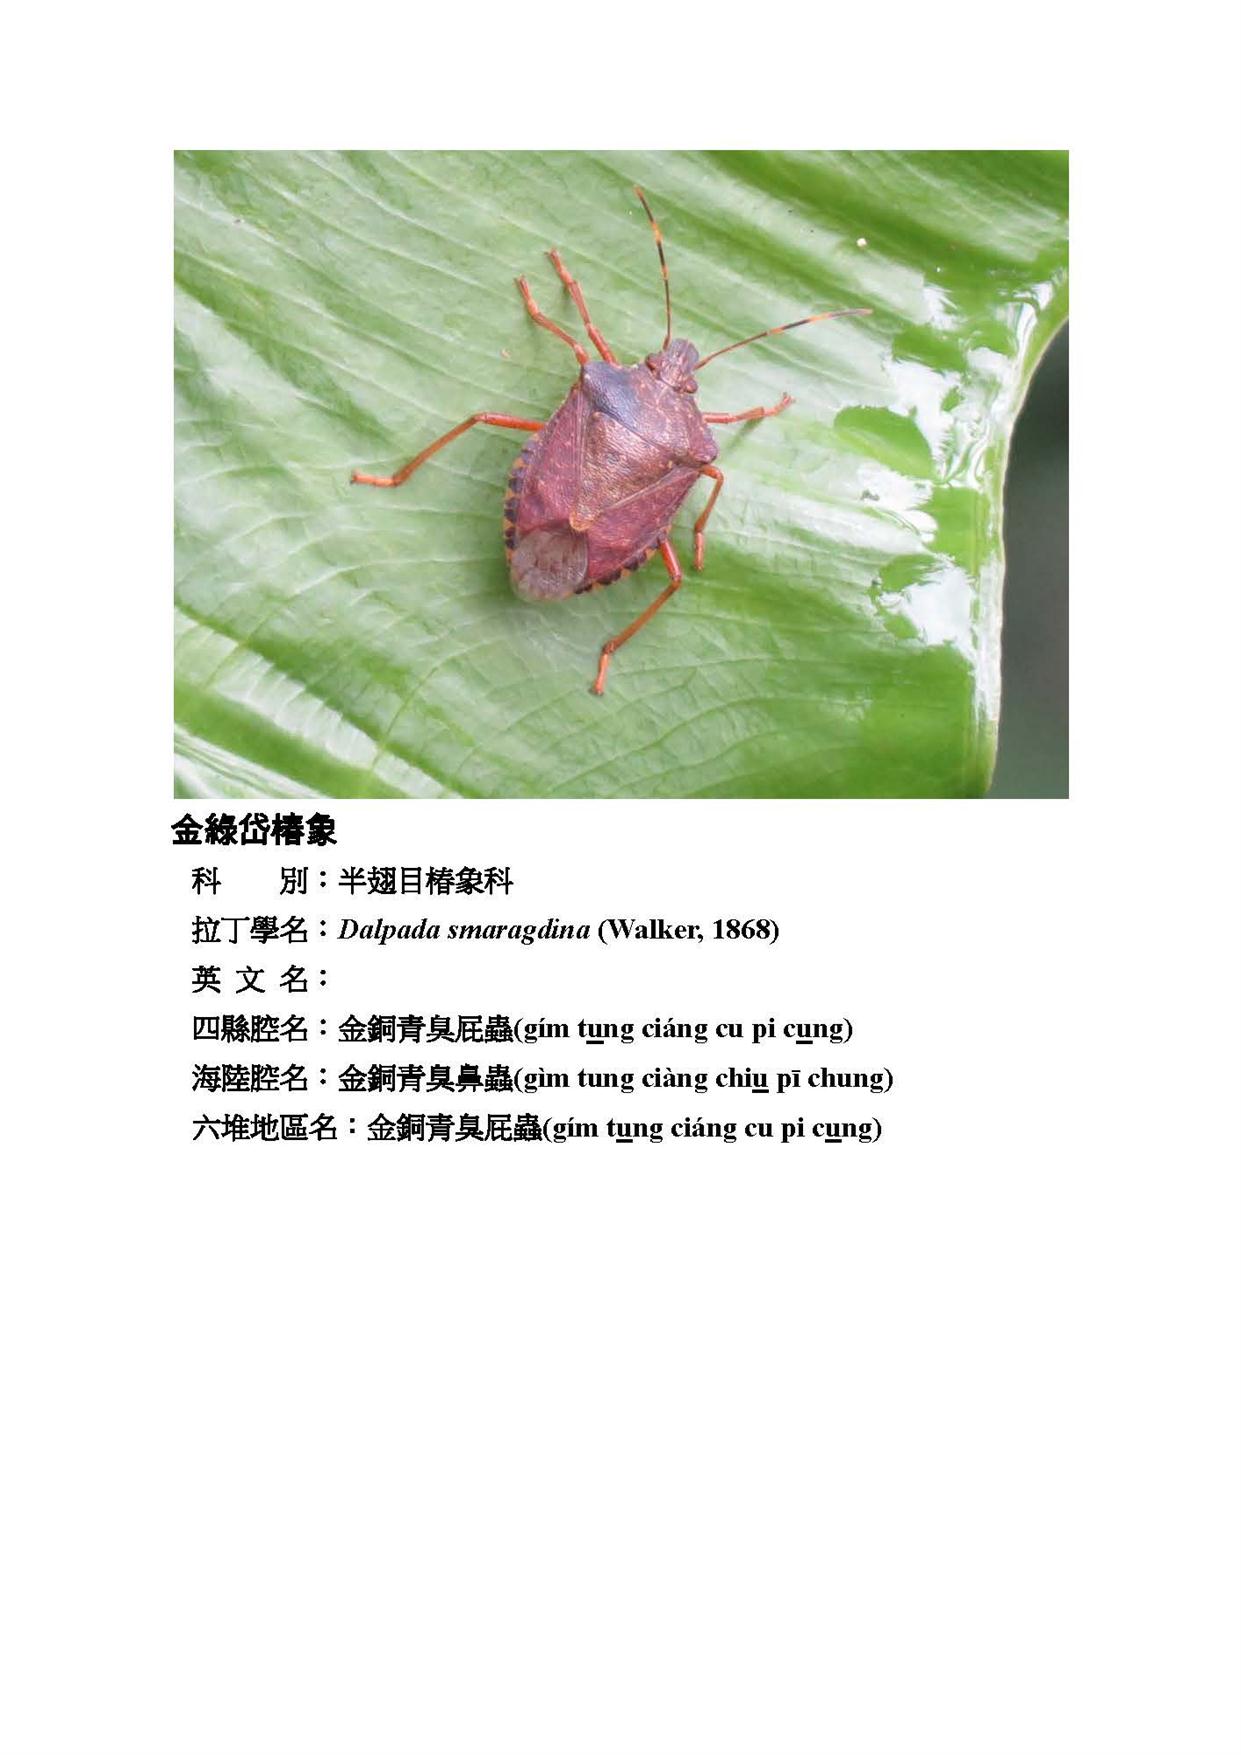 金綠岱椿象
科　　別：半翅目椿象科
拉丁學名：Dalpada smaragdina (Walker, 1868)
英 文 名：
四縣腔名：金銅青臭屁蟲(gím tung ciáng cu pi cung)
海陸腔名：金銅青臭鼻蟲(gìm tung ciàng chiu pī chung)
六堆地區名：金銅青臭屁蟲(gím tung ciáng cu pi cung)